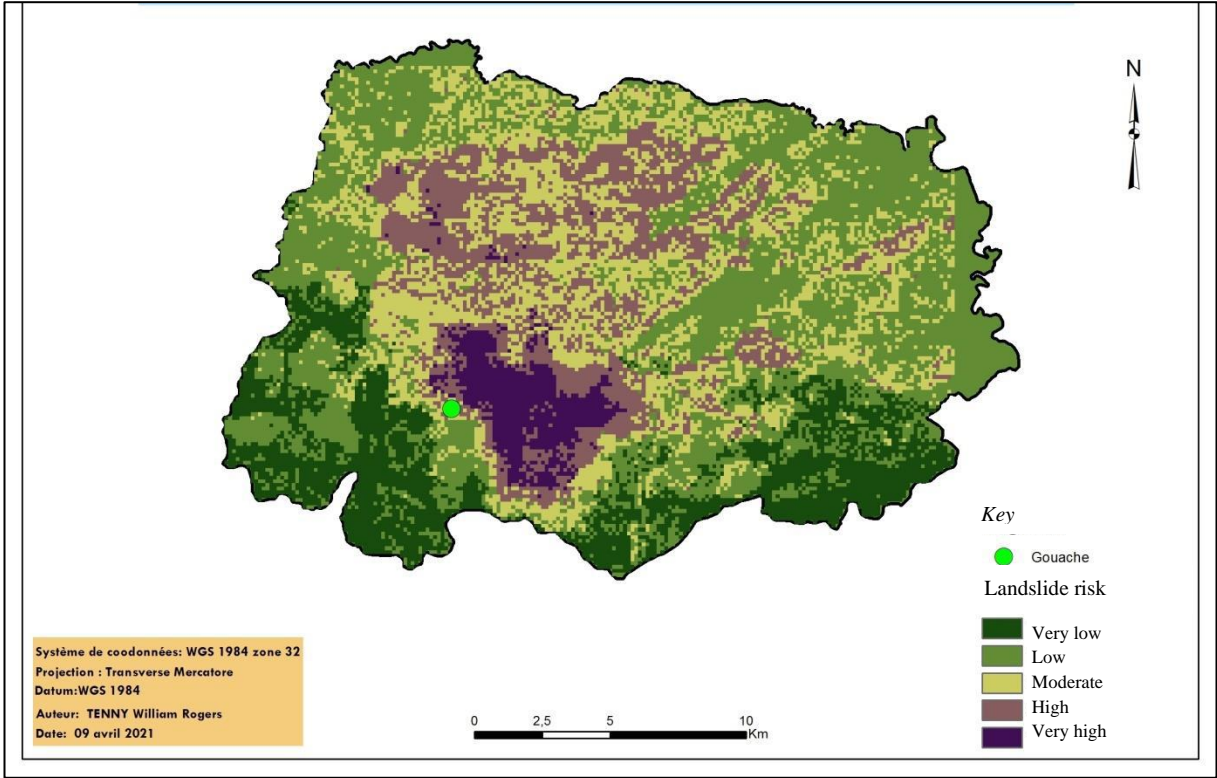 N
Key
Gouache
Landslide risk
Very low
Low
Moderate
High
Very high
Système de coodonnées: WGS 1984 zone 32
Projection : Transverse Mercatore
Datum:WGS 1984
Auteur: TENNY William Rogers
Date: 09 avril 2021
0 2,5 5 10
Km